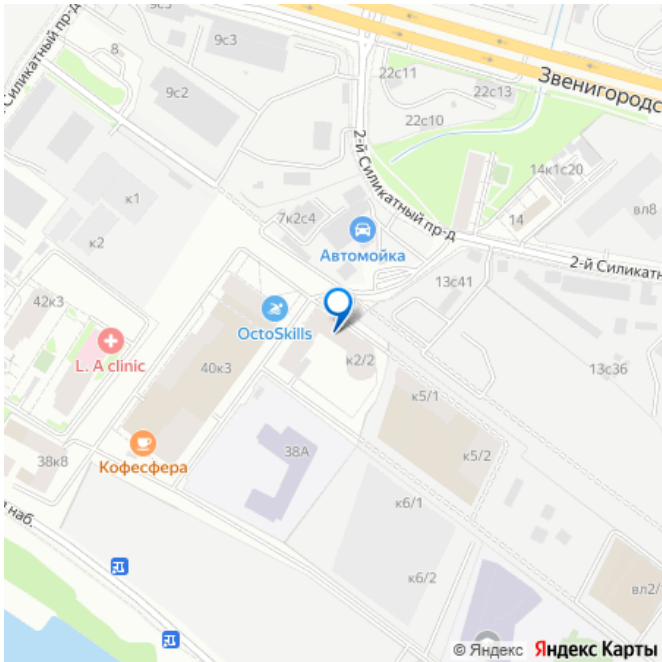 Силикатный пр-д
8
9с3
9с3
9с2
22с11
22с13
22с10
Звенигородс
2-й Силикатный пр-д
14к1с20
14
вл8
к1
7к2с4
к2
Автомойка
2-й Силикатн
13с41
42к3
OctoSkills
L. A clinic
к2/2
40к3
13с36
к5/1
Кофесфера
38А
к5/2
38к8
к6/1
наб.
к6/2
вл2/
© Яндекс Яндекс Карты